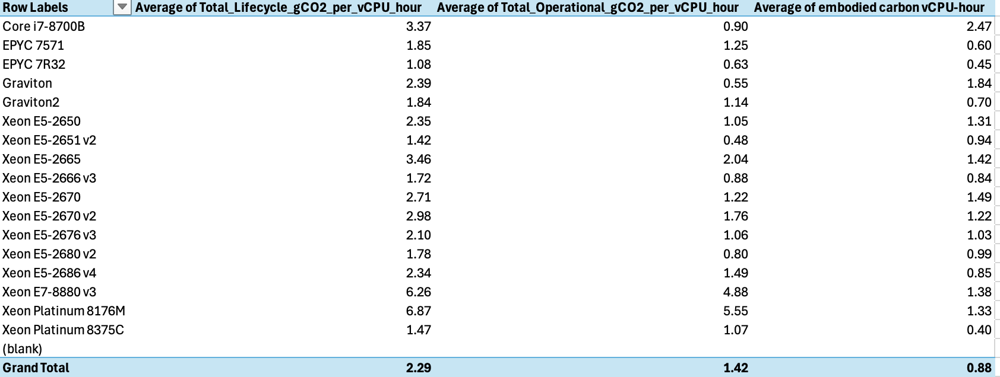 Row Labels Average of Total_Lifecycle_gCO2_per_vCPU_hour Average of Total_Operational_gCO2_per_vCPU_hour Average of embodied carbon vCPU-hour
Core i7-8700B 3.37 0.90 2.47
EPYC 7571 1.85 1.25 0.60
EPYC 7R32 1.08 0.63 0.45
Graviton 2.39 0.55 1.84
Graviton2 1.84 1.14 0.70
Xeon E5-2650 2.35 1.05 1.31
Xeon E5-2651 v2 1.42 0.48 0.94
Xeon E5-2665 3.46 2.04 1.42
Xeon E5-2666 v3 1.72 0.88 0.84
Xeon E5-2670 2.71 1.22 1.49
Xeon E5-2670 v2 2.98 1.76 1.22
Xeon E5-2676 v3 2.10 1.06 1.03
Xeon E5-2680 v2 1.78 0.80 0.99
Xeon E5-2686 v4 2.34 1.49 0.85
Xeon E7-8880 v3 6.26 4.88 1.38
Xeon Platinum 8176M 6.87 5.55 1.33
Xeon Platinum 8375C 1.47 1.07 0.40
(blank)
Grand Total 2.29 1.42 0.88